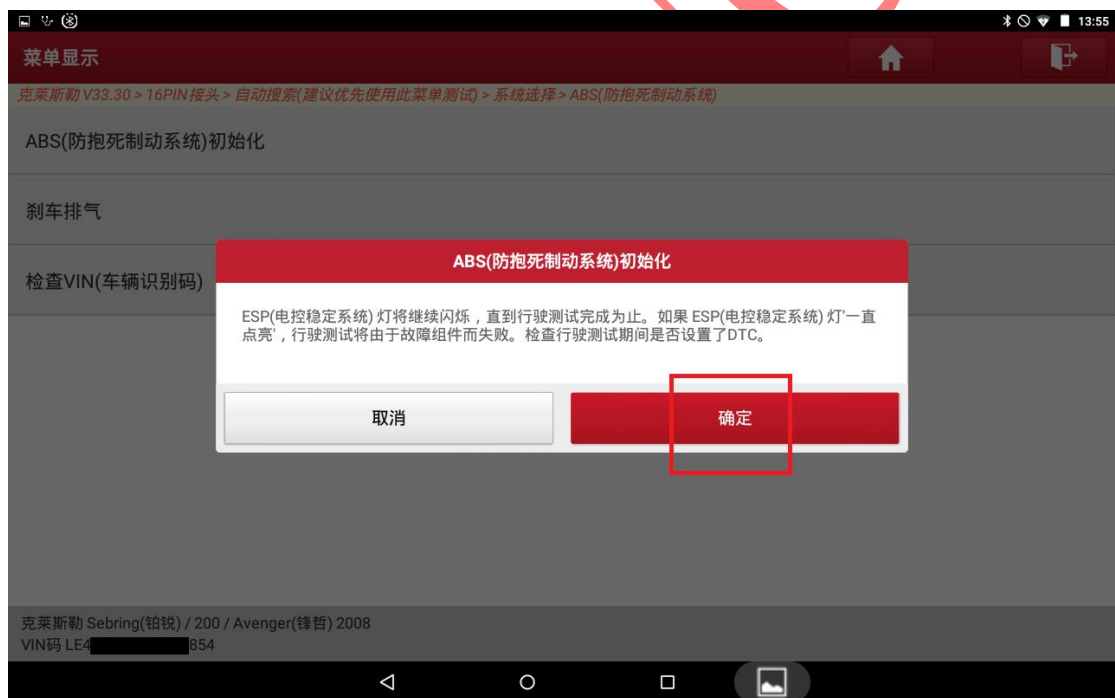 13:55
菜单显示
克莱斯勒 V33.30 > 16PIN接头 > 自动搜索(建议优先使用此菜单测试) > 系统选择 > ABS(防抱死制动系统)
ABS(防抱死制动系统)初始化
刹车排气
检查VIN(车辆识别码)
ABS(防抱死制动系统)初始化
ESP(电控稳定系统) 灯将继续闪烁，直到行驶测试完成为止。如果 ESP(电控稳定系统) 灯'一直
点亮'，行驶测试将由于故障组件而失败。检查行驶测试期间是否设置了DTC。
取消
确定
克莱斯勒 Sebring(铂锐) / 200 / Avenger(锋哲) 2008
VIN码 LE4 854